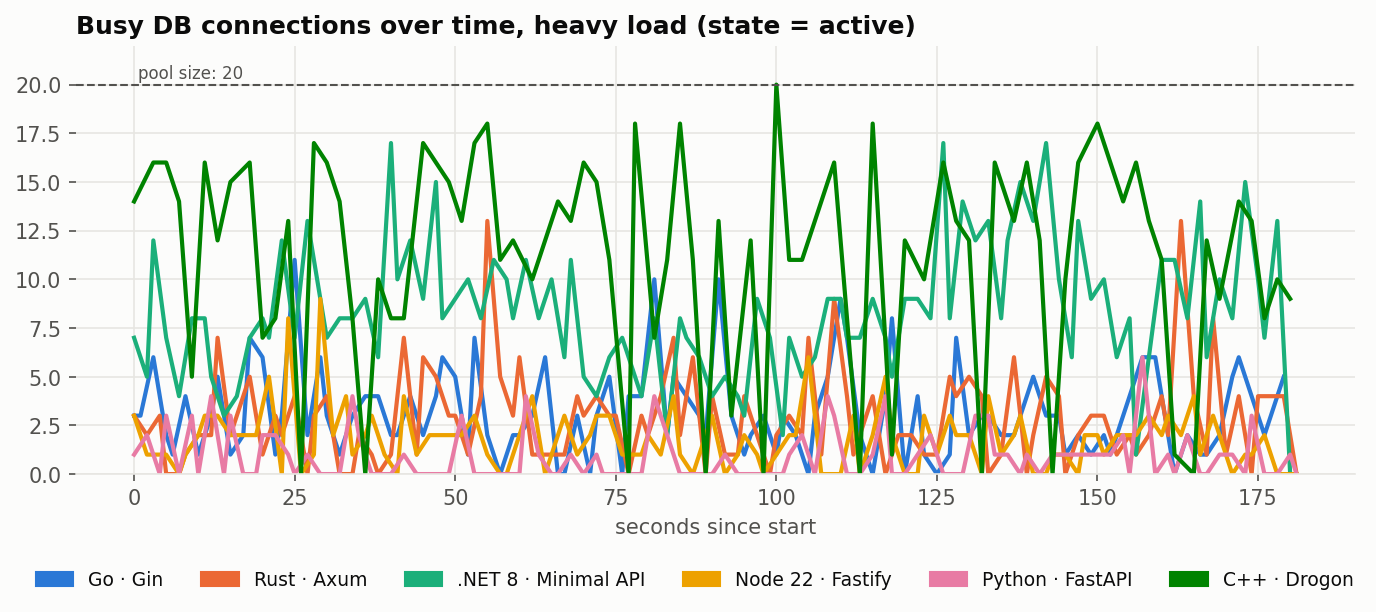 Busy DB connections over time, heavy load (state = active)
pool size: 20
20.0
17.5
15.0
12.5
10.0
7.5
5.0
2.5
0.0
0 25 50 75 100 125 150 175
seconds since start
Go · Gin Rust · Axum .NET 8 · Minimal API Node 22 · Fastify Python · FastAPI C++ · Drogon